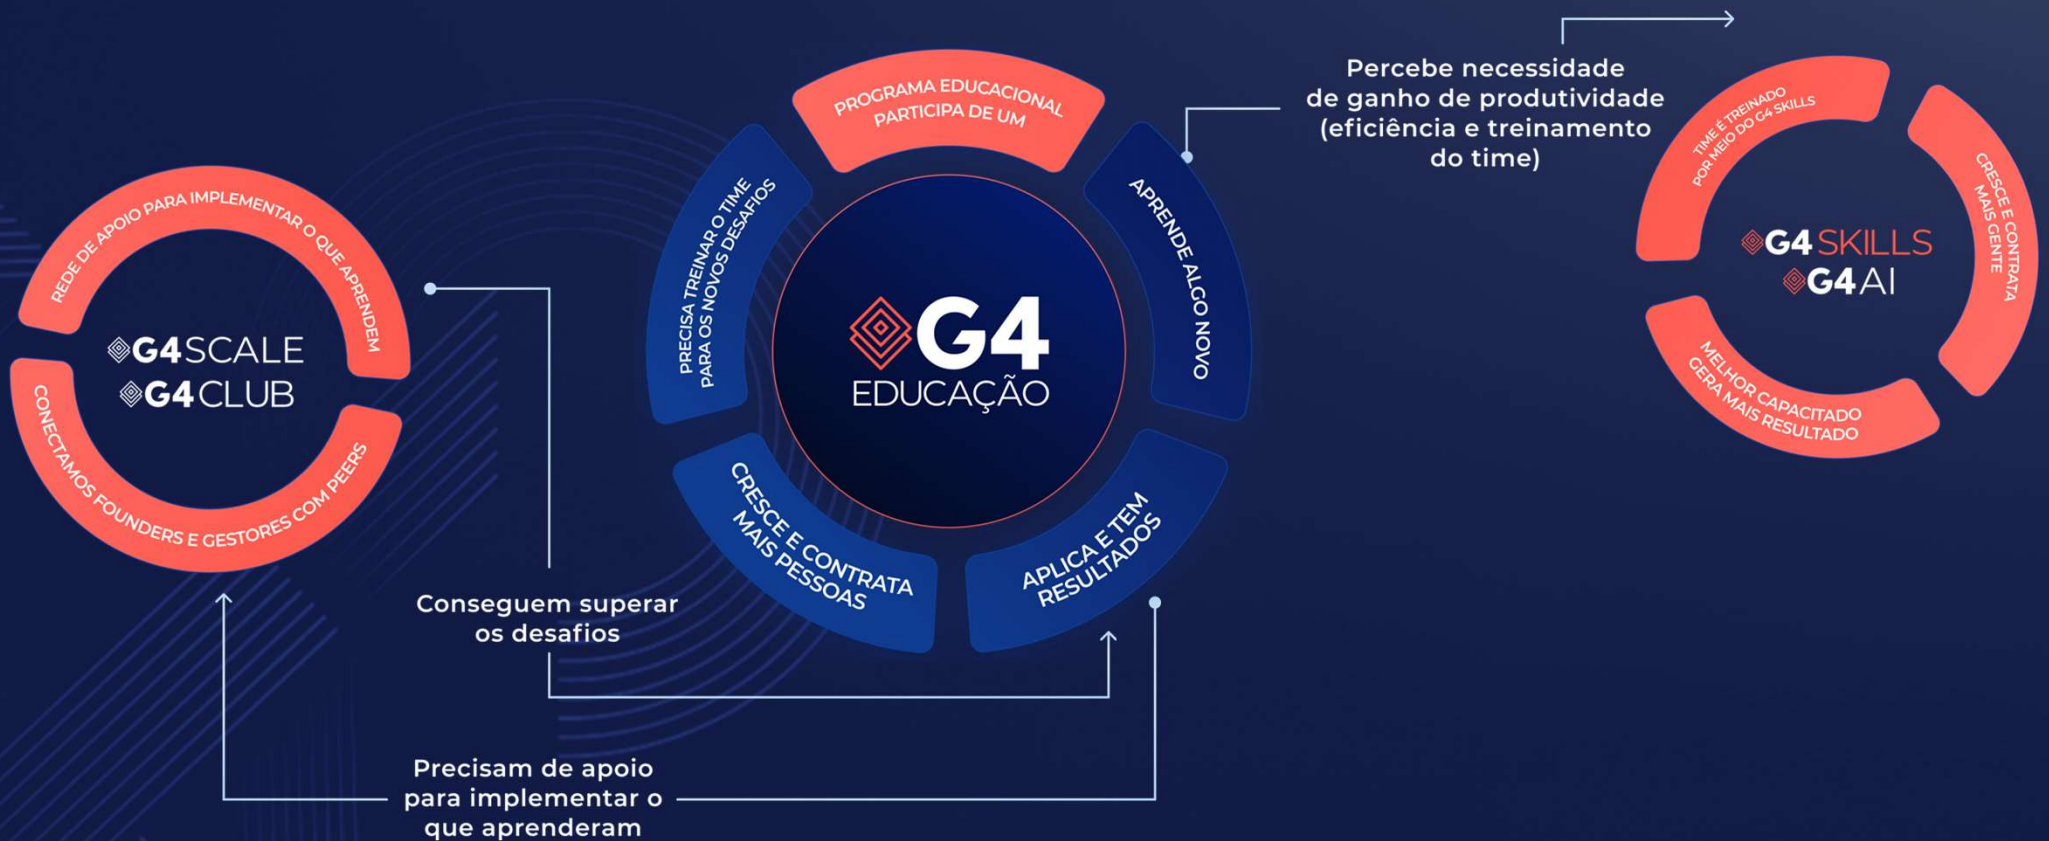 REDE DE APOIO PARA IMPLEMENTAR O QUE APRENDEM
G4 SCALE
G4 CLUB
CONECTAMOS FOUNDERS E GESTORES COM PEERS
Conseguem superar
os desafios
Precisam de apoio
para implementar o
que aprenderam
PROGRAMA EDUCACIONAL
PARTICIPA DE UM
APRENDE ALGO NOVO
APLICA E TEM
RESULTADOS
CRESCE E CONTRATA
MAIS PESSOAS
PRECISA TREINAR O TIME
PARA OS NOVOS DESAFIOS
G4
EDUCAÇÃO
Percebe necessidade
de ganho de produtividade
(eficiência e treinamento
do time)
TIME É TREINADO
POR MEIO DO G4 SKILLS
CRESCE E CONTRATA
MAIS GENTE
MELHOR CAPACITADO
GERA MAIS RESULTADO
G4 SKILLS
G4 AI